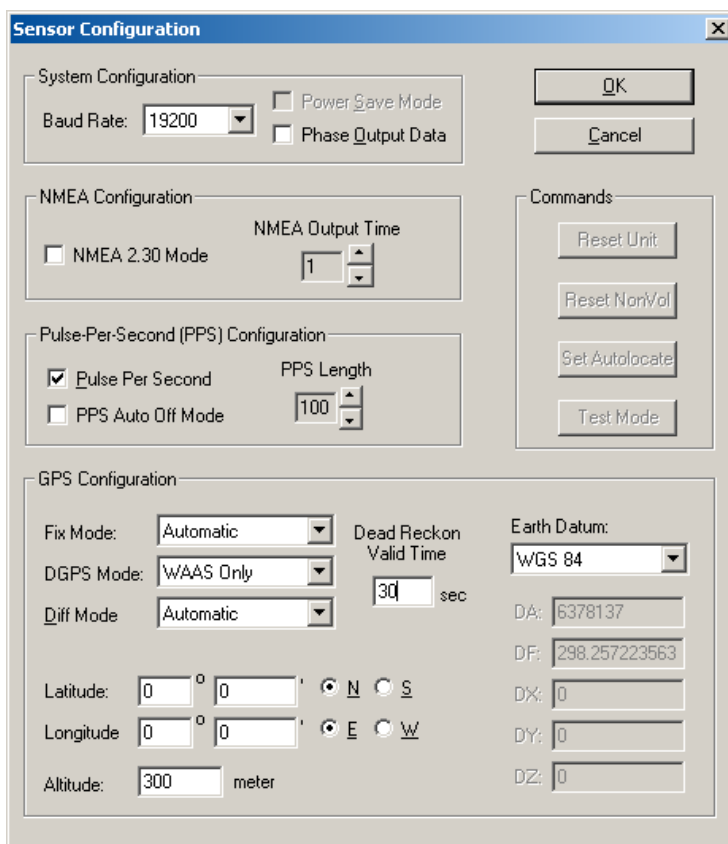 Sensor Configuration
System Configuration
Baud Rate: 19200
Power Save Mode
Phase Output Data
OK
Cancel
NMEA Configuration
NMEA 2.30 Mode
NMEA Output Time
1
Commands
Reset Unit
Reset NonVol
Set Autolocate
Test Mode
Pulse-Per-Second (PPS) Configuration
Pulse Per Second
PPS Auto Off Mode
PPS Length
100
GPS Configuration
Fix Mode: Automatic
DGPS Mode: WAAS Only
Diff Mode Automatic
Dead Reckon
Valid Time
30 sec
Earth Datum:
WGS 84
DA: 6378137
DF: 298.257223563
DX: 0
DY: 0
DZ: 0
Latitude: 0 ° 0 ' N S
Longitude 0 ° 0 ' E W
Altitude: 300 meter